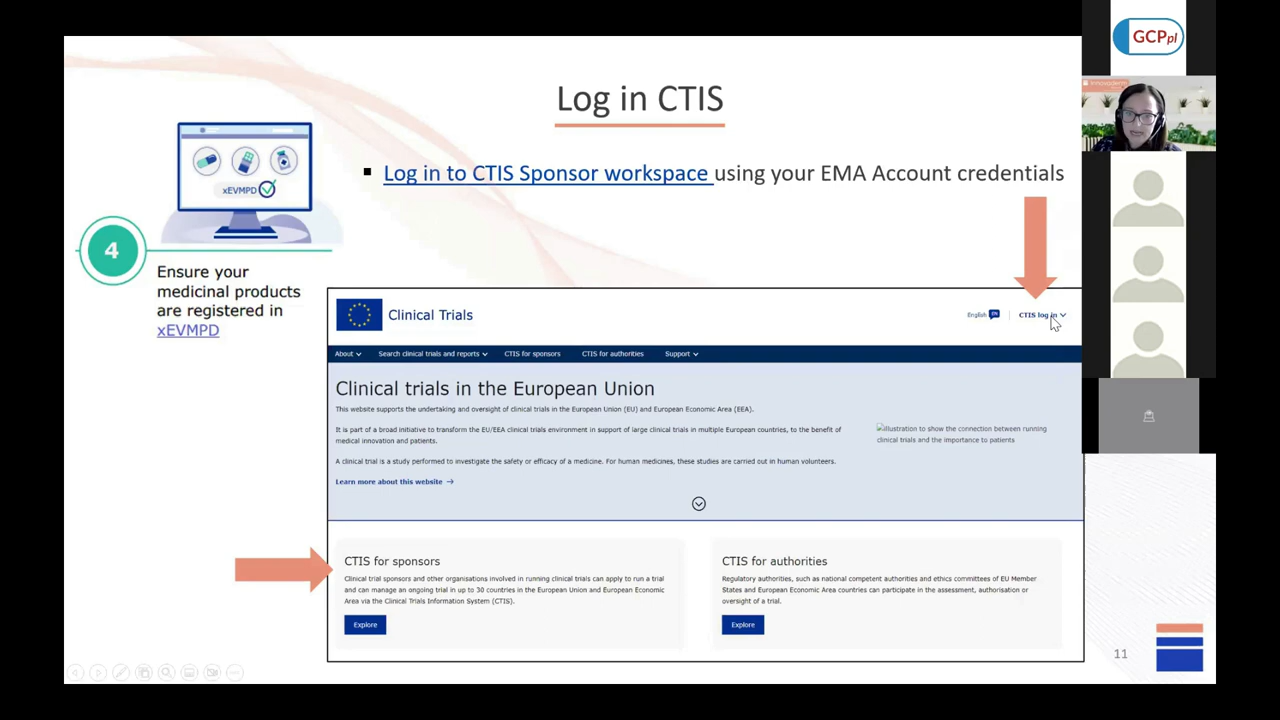 GCPpl
Log in CTIS
xEVMPD
▪ Log in to CTIS Sponsor workspace using your EMA Account credentials
4
Ensure your
medicinal products
are registered in
xEVMPD
Clinical Trials
English EN
CTIS log in
About
Search clinical trials and reports
CTIS for sponsors
CTIS for authorities
Support
Clinical trials in the European Union
This website supports the undertaking and oversight of clinical trials in the European Union (EU) and European Economic Area (EEA).
It is part of a broad initiative to transform the EU/EEA clinical trials environment in support of large clinical trials in multiple European countries, to the benefit of
medical innovation and patients.
Illustration to show the connection between running
clinical trials and the importance to patients
A clinical trial is a study performed to investigate the safety or efficacy of a medicine. For human medicines, these studies are carried out in human volunteers.
Learn more about this website →
CTIS for sponsors
Clinical trial sponsors and other organisations involved in running clinical trials can apply to run a trial
and can manage an ongoing trial in up to 30 countries in the European Union and European Economic
Area via the Clinical Trials Information System (CTIS).
Explore
CTIS for authorities
Regulatory authorities, such as national competent authorities and ethics committees of EU Member
States and European Economic Area countries can participate in the assessment, authorisation or
oversight of a trial.
Explore
11